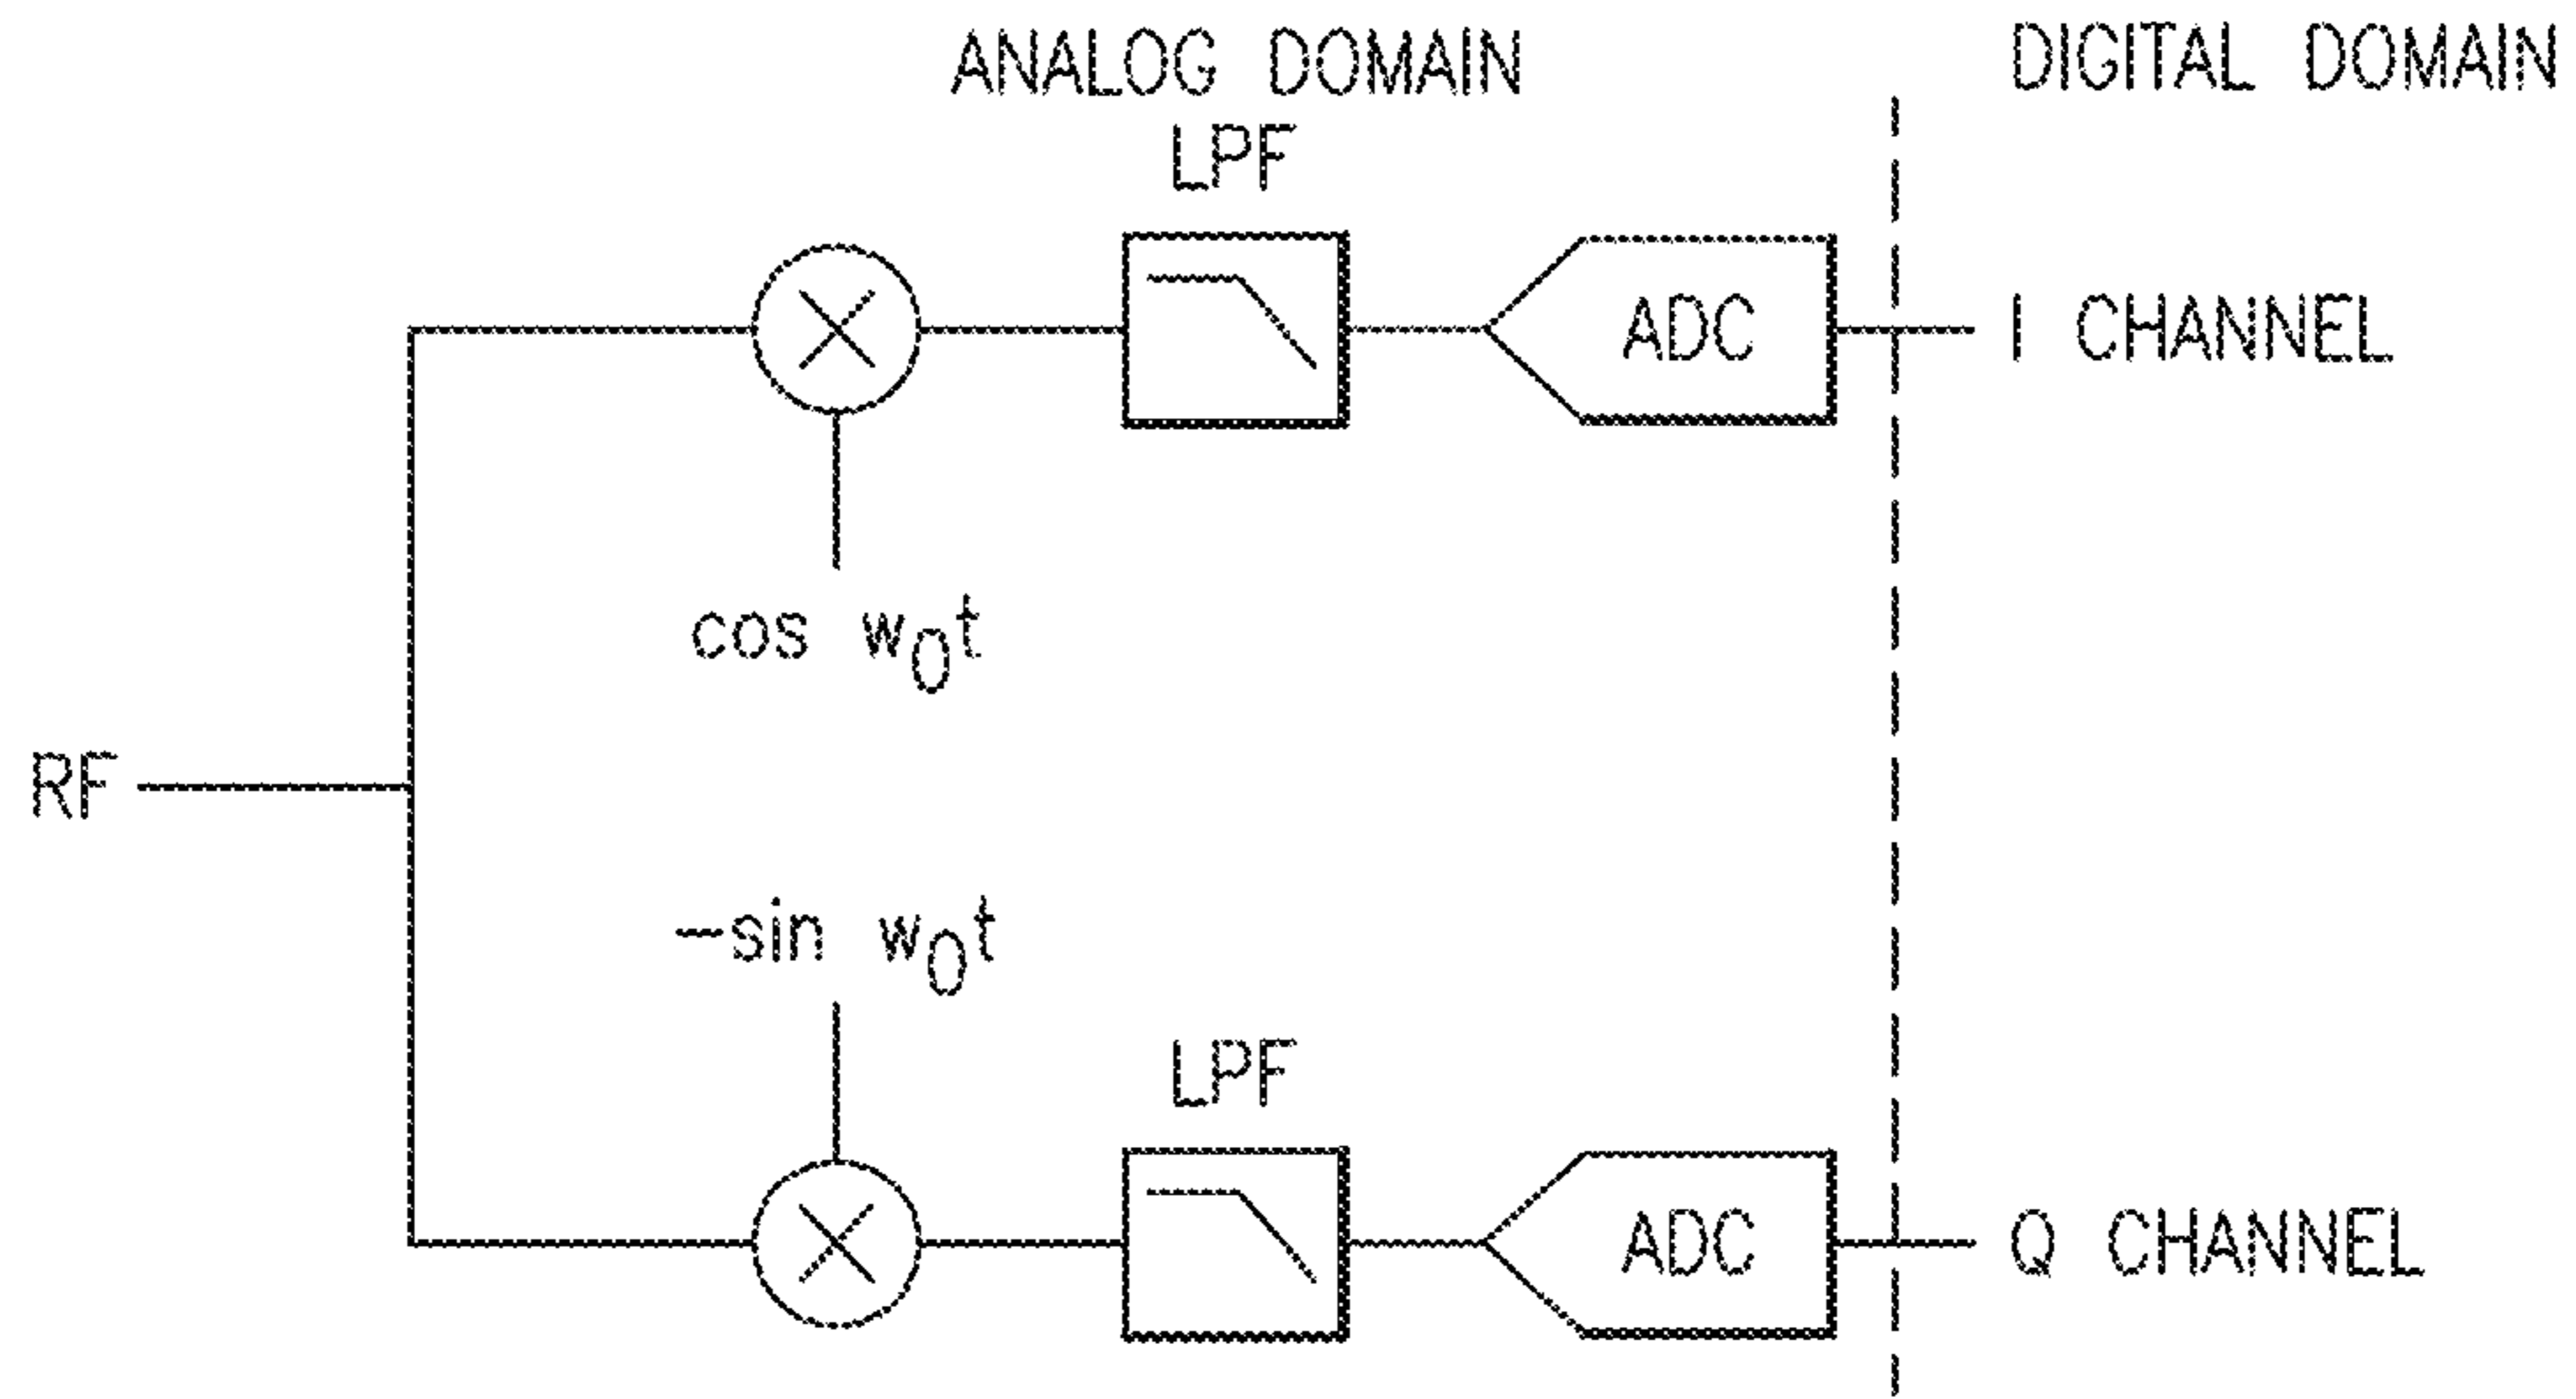 ANALOG DOMAIN
DIGITAL DOMAIN
LPF
ADC
I CHANNEL
cos w₀t
RF
-sin w₀t
LPF
ADC
Q CHANNEL